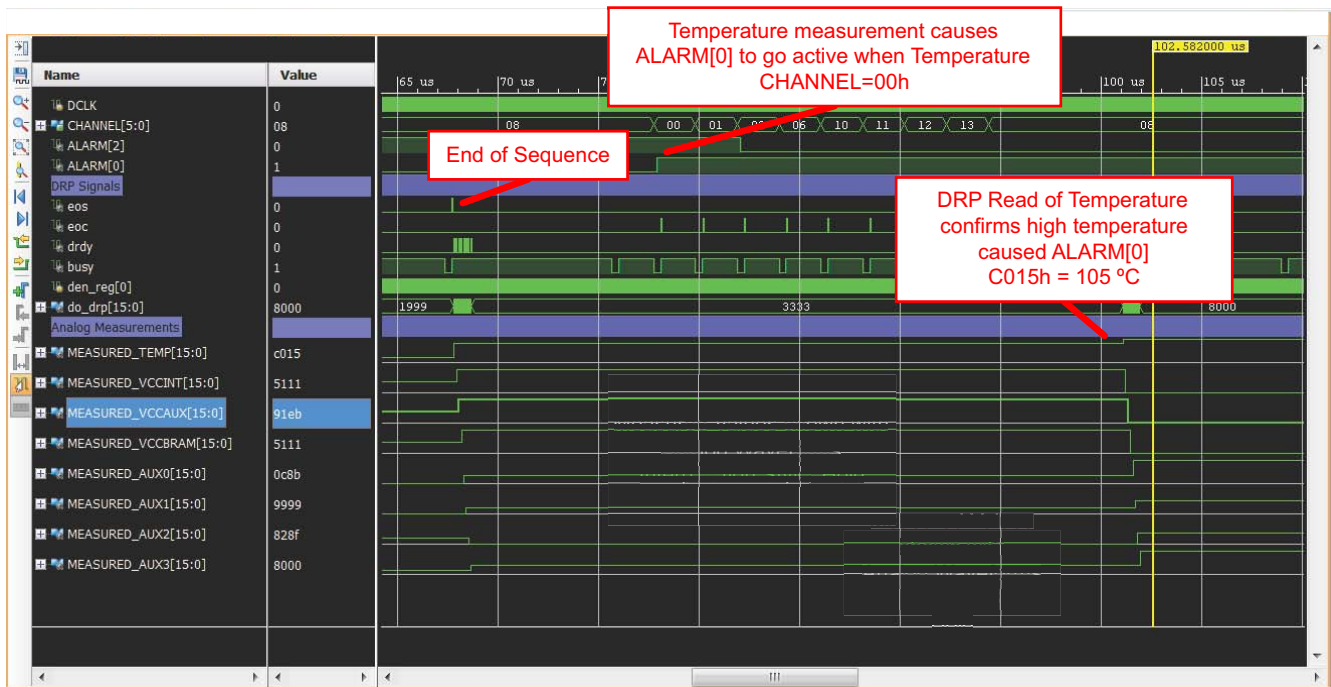 Temperature measurement causes
ALARM[0] to go active when Temperature
CHANNEL=00h
102.582000 us
Name Value
65 us 70 us 7 100 us 105 us 1
DCLK 0
CHANNEL[5:0] 08 08 00 01 06 10 11 12 13 08
ALARM[2] 0
End of Sequence
ALARM[0] 1
DRP Signals
DRP Read of Temperature
confirms high temperature
caused ALARM[0]
C015h = 105 ºC
eos 0
eoc 0
drdy 0
busy 1
den_reg[0] 0
do_drp[15:0] 8000 1999 3333 8000
Analog Measurements
MEASURED_TEMP[15:0] c015
MEASURED_VCCINT[15:0] 5111
MEASURED_VCCAUX[15:0] 91eb
MEASURED_VCCBRAM[15:0] 5111
MEASURED_AUX0[15:0] 0c8b
MEASURED_AUX1[15:0] 9999
MEASURED_AUX2[15:0] 828f
MEASURED_AUX3[15:0] 8000